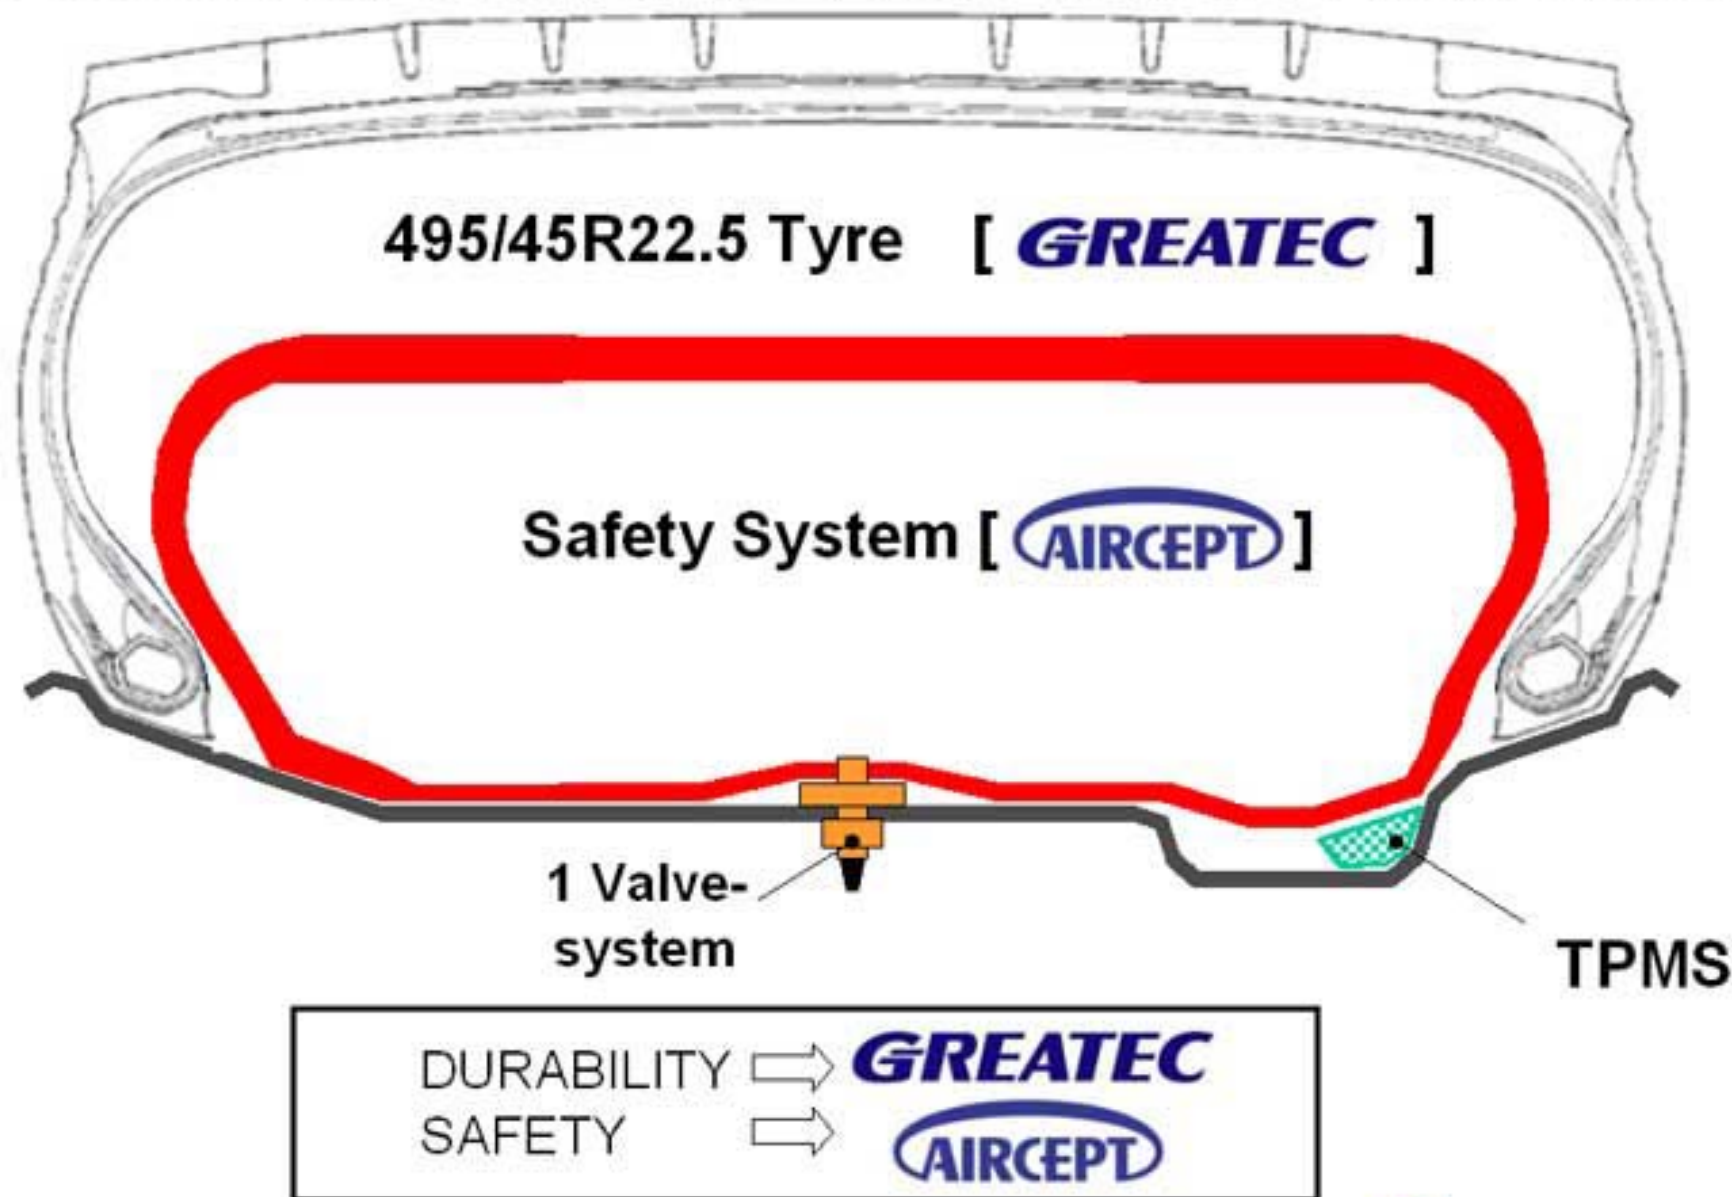 495/45R22.5 Tyre [ GREATEC ]
Safety System [ AIRCEPT ]
1 Valve-
system
TPMS
DURABILITY ⇨ GREATEC
SAFETY ⇨ AIRCEPT